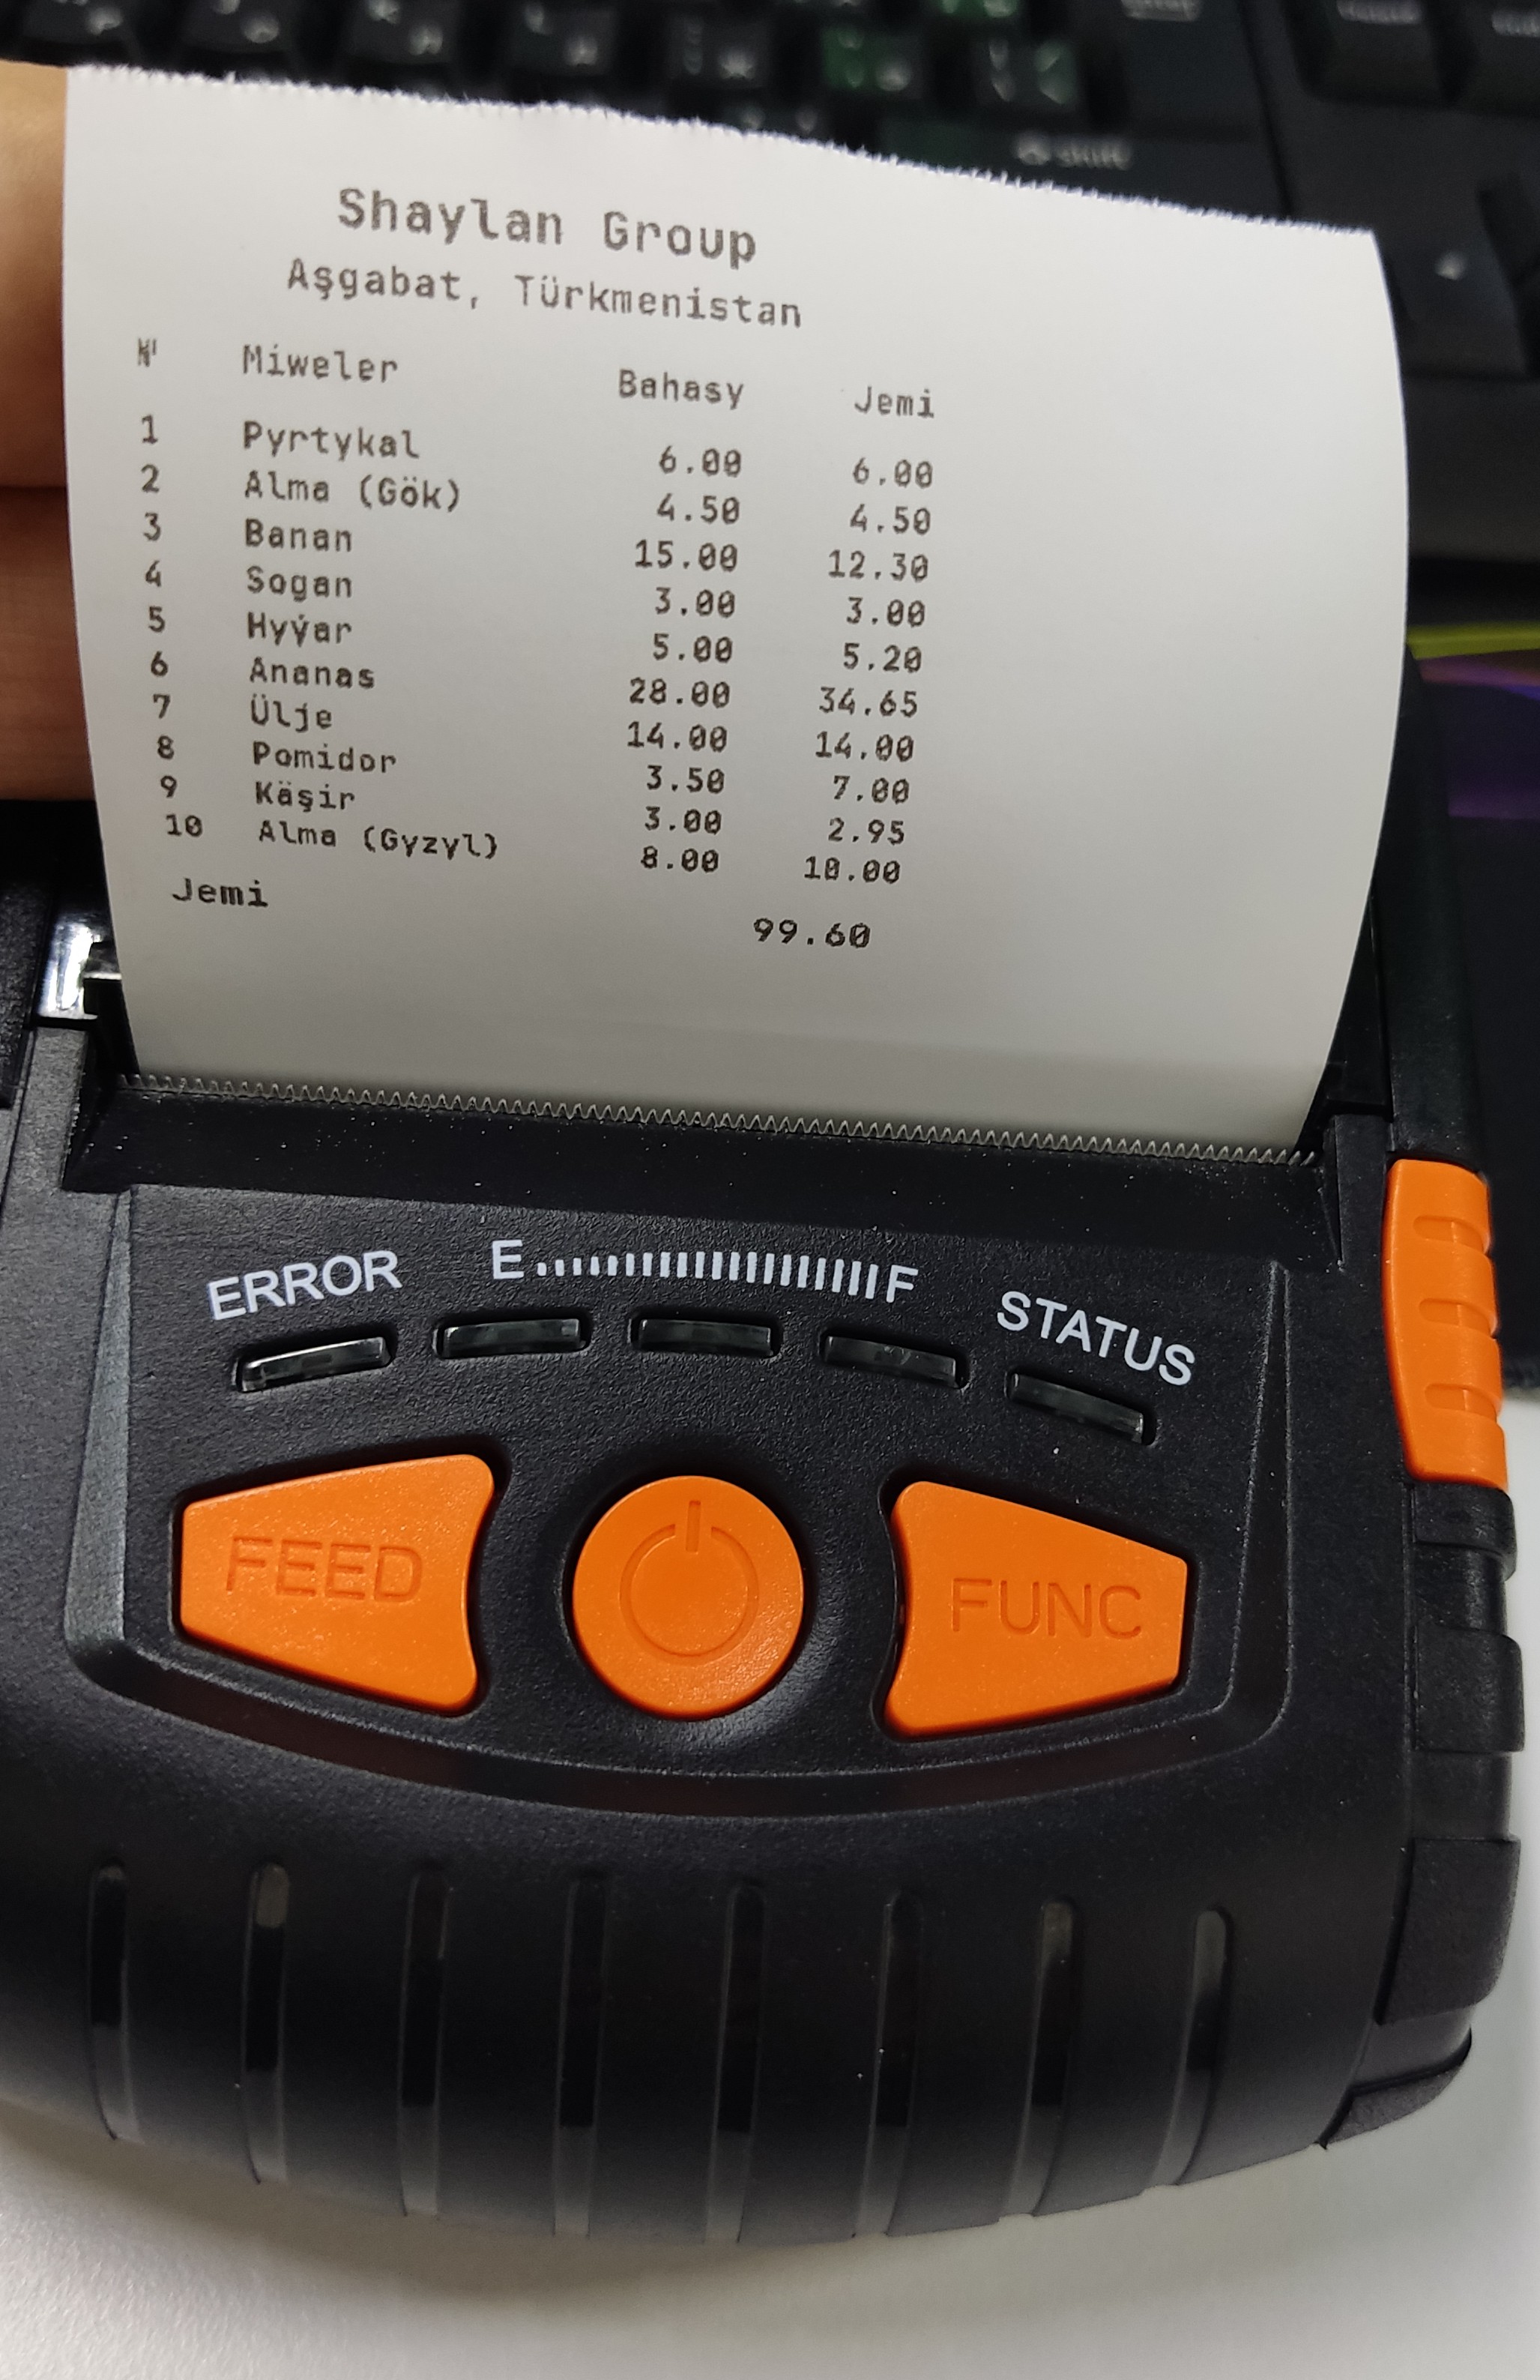 shift
Shaylan Group
Aşgabat, Türkmenistan
№ Miweler Bahasy Jemi
1 Pyrtykal 6.00 6.00
2 Alma (Gök) 4.50 4.50
3 Banan 15.00 12.30
4 Sogan 3.00 3.00
5 Hyýar 5.00 5.20
6 Ananas 28.00 34.65
7 Ülje 14.00 14.00
8 Pomidor 3.50 7.00
9 Käşir 3.00 2.95
10 Alma (Gyzyl) 8.00 10.00
Jemi 99.60
ERROR E F STATUS
FEED FUNC